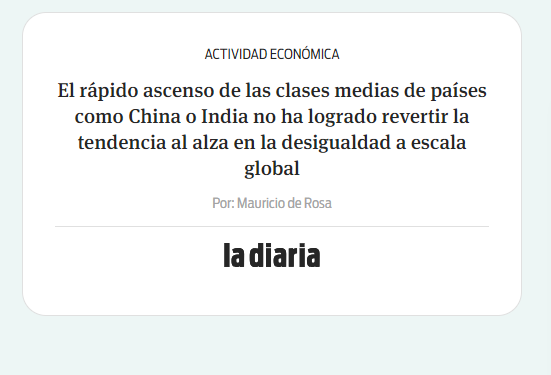 ACTIVIDAD ECONÓMICA
El rápido ascenso de las clases medias de países
como China o India no ha logrado revertir la
tendencia al alza en la desigualdad a escala
global
Por: Mauricio de Rosa
la diaria